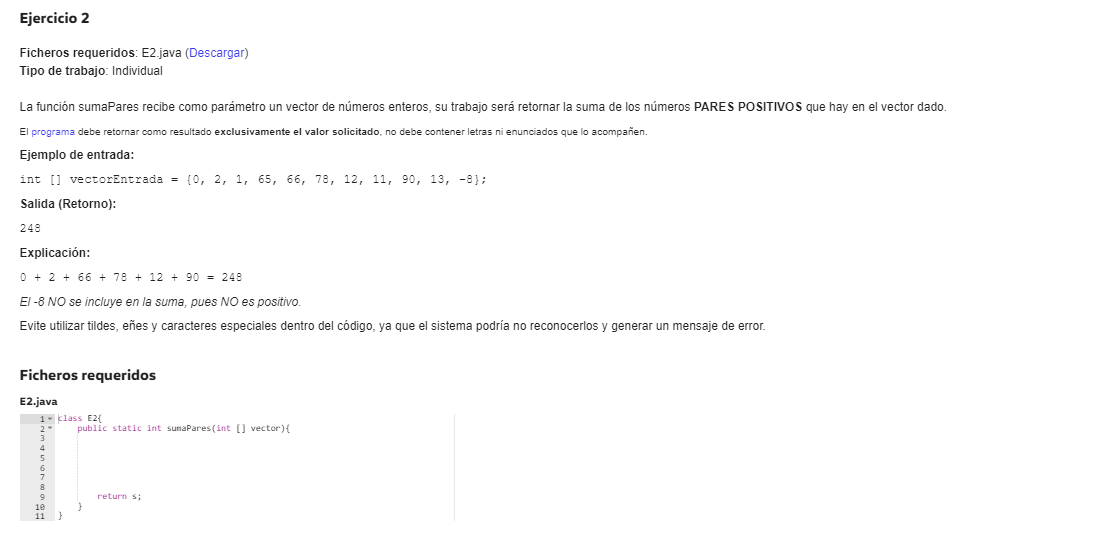 Ejercicio 2
Ficheros requeridos: E2.java (Descargar)
Tipo de trabajo: Individual
La función sumaPares recibe como parámetro un vector de números enteros, su trabajo será retornar la suma de los números PARES POSITIVOS que hay en el vector dado.
El programa debe retornar como resultado exclusivamente el valor solicitado, no debe contener letras ni enunciados que lo acompañen.
Ejemplo de entrada:
int [] vectorEntrada = {0, 2, 1, 65, 66, 78, 12, 11, 90, 13, -8};
Salida (Retorno):
248
Explicación:
0 + 2 + 66 + 78 + 12 + 90 = 248
El -8 NO se incluye en la suma, pues NO es positivo.
Evite utilizar tildes, eñes y caracteres especiales dentro del código, ya que el sistema podría no reconocerlos y generar un mensaje de error.
Ficheros requeridos
E2.java
1 class E2{
2 public static int sumaPares(int [] vector){
3
4
5
6
7
8
9 return s;
10 }
11 }